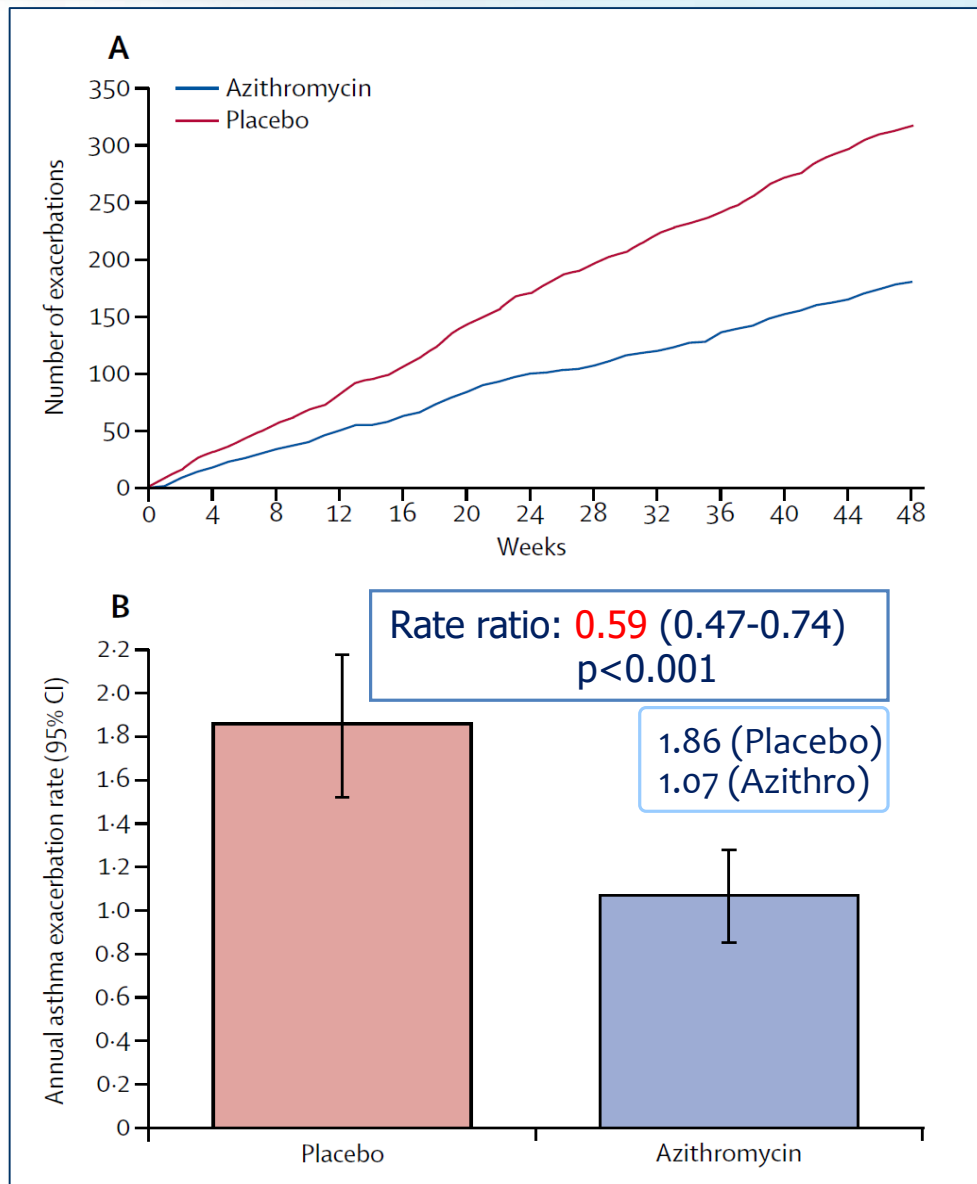 A
Azithromycin
Placebo
350
300
250
200
150
100
50
0
Number of exacerbations
0 4 8 12 16 20 24 28 32 36 40 44 48
Weeks
B
Rate ratio: 0.59 (0.47-0.74)
p<0.001
1.86 (Placebo)
1.07 (Azithro)
2·2
2·0
1·8
1·6
1·4
1·2
1·0
0·8
0·6
0·4
0·2
0
Annual asthma exacerbation rate (95% CI)
Placebo Azithromycin